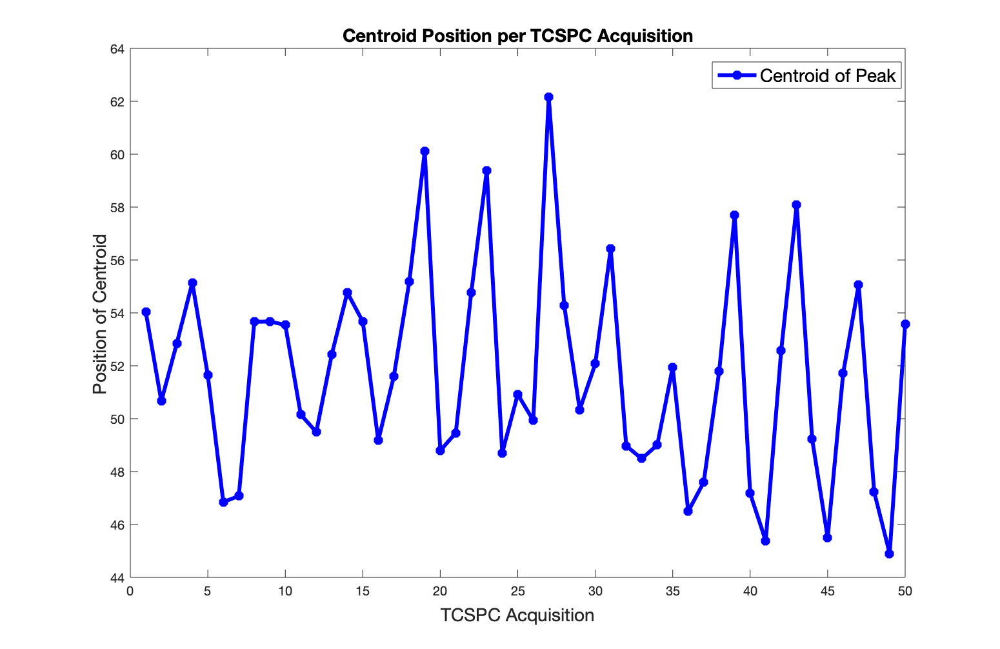 Centroid Position per TCSPC Acquisition
Centroid of Peak
Position of Centroid
64
62
60
58
56
54
52
50
48
46
44
0 5 10 15 20 25 30 35 40 45 50
TCSPC Acquisition